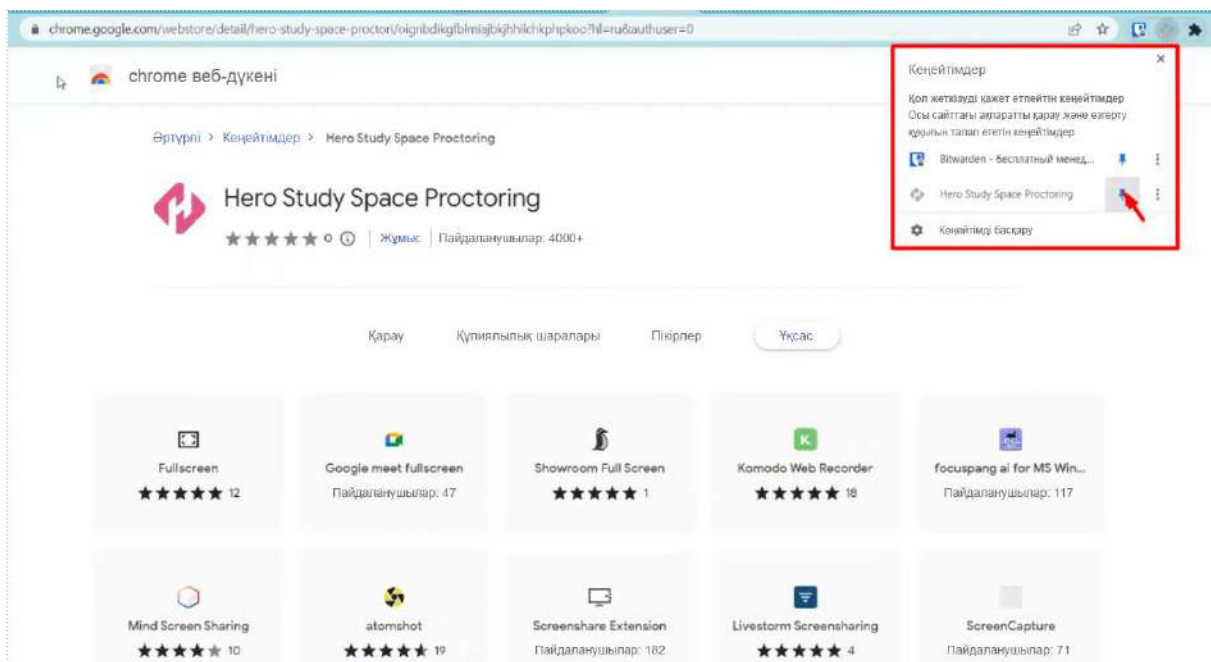 chrome.google.com/webstore/detail/hero-study-space-proctori/oignbdikgfblmiajbkjhhilchkphpkoo?hl=ru&authuser=0
chrome веб-дүкені
Әртүрлі > Кеңейтімдер > Hero Study Space Proctoring
Hero Study Space Proctoring
0 Жұмыс Пайдаланушылар: 4000+
Кеңейтімдер
Қол жеткізуді қажет етпейтін кеңейтімдер
Осы сайттағы ақпаратты қарау және өзгерту
құқығын талап ететін кеңейтімдер
Bitwarden - бесплатный менед...
Hero Study Space Proctoring
Кеңейтімді басқару
Қарау Құпиялылық шаралары Пікірлер Ұқсас
Fullscreen Google meet fullscreen Showroom Full Screen Komodo Web Recorder focuspang ai for MS Win...
12 Пайдаланушылар: 47 1 18 Пайдаланушылар: 117
Mind Screen Sharing atomshot Screenshare Extension Livestorm Screensharing ScreenCapture
10 19 Пайдаланушылар: 182 4 Пайдаланушылар: 71